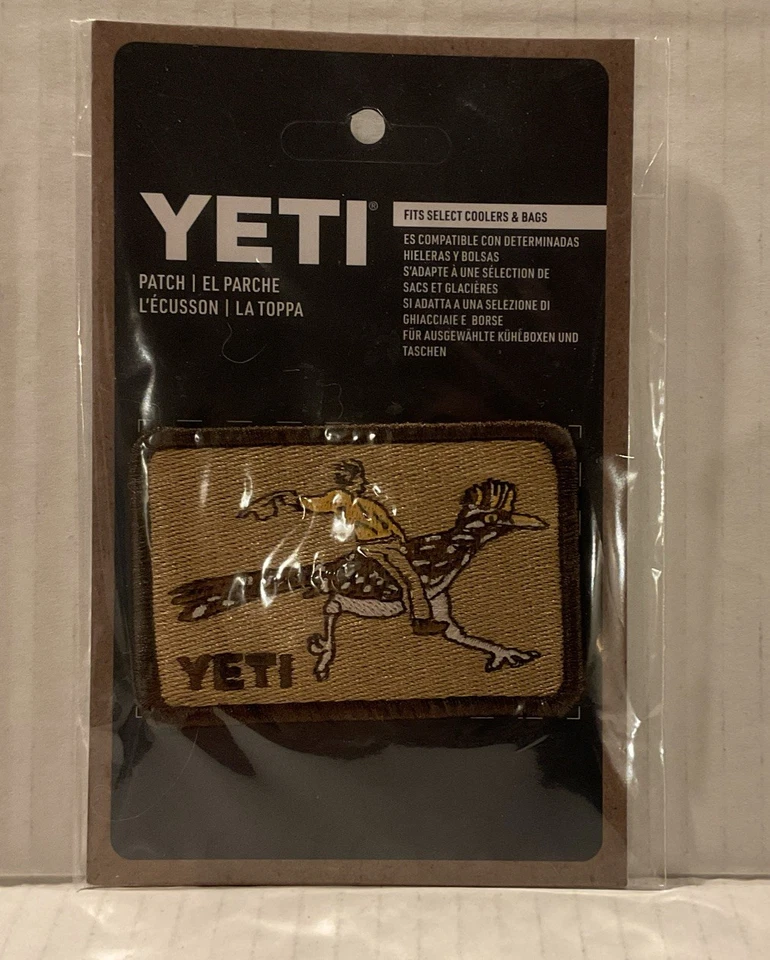 YETI®
PATCH | EL PARCHE
L'ÉCUSSON | LA TOPPA
FITS SELECT COOLERS & BAGS
ES COMPATIBLE CON DETERMINADAS
HIELERAS Y BOLSAS
S'ADAPTE À UNE SÉLECTION DE
SACS ET GLACIÈRES
SI ADATTA A UNA SELEZIONE DI
GHIACCIAIE E BORSE
FÜR AUSGEWÄHLTE KÜHLBOXEN UND
TASCHEN
YETI